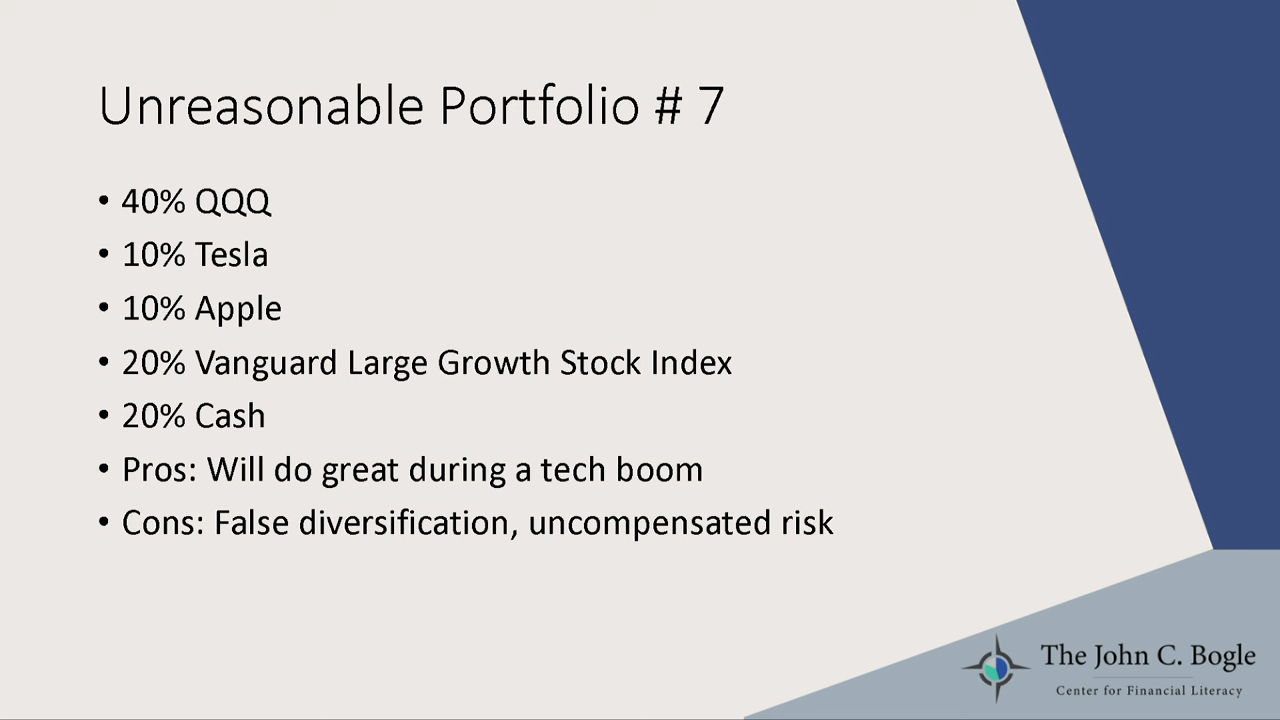 Unreasonable Portfolio # 7
• 40% QQQ
• 10% Tesla
• 10% Apple
• 20% Vanguard Large Growth Stock Index
• 20% Cash
• Pros: Will do great during a tech boom
• Cons: False diversification, uncompensated risk
The John C. Bogle
Center for Financial Literacy